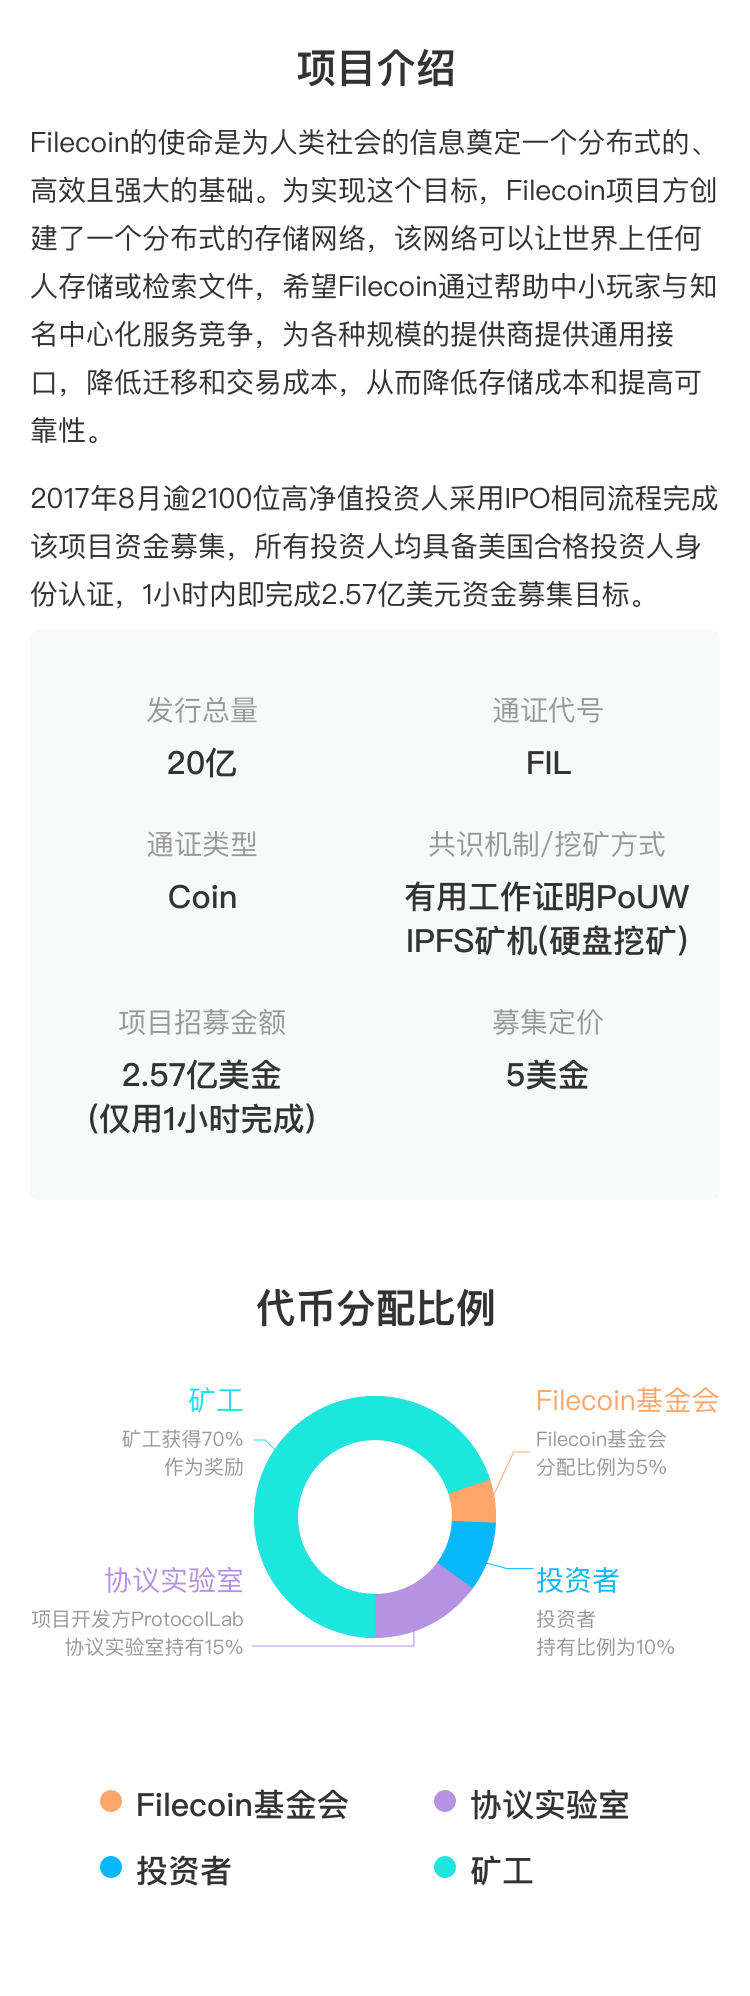 项目介绍
Filecoin的使命是为人类社会的信息奠定一个分布式的、
高效且强大的基础。为实现这个目标，Filecoin项目方创
建了一个分布式的存储网络，该网络可以让世界上任何
人存储或检索文件，希望Filecoin通过帮助中小玩家与知
名中心化服务竞争，为各种规模的提供商提供通用接
口，降低迁移和交易成本，从而降低存储成本和提高可
靠性。
2017年8月逾2100位高净值投资人采用IPO相同流程完成
该项目资金募集，所有投资人均具备美国合格投资人身
份认证，1小时内即完成2.57亿美元资金募集目标。
发行总量
20亿
通证代号
FIL
通证类型
Coin
共识机制/挖矿方式
有用工作证明PoUW
IPFS矿机(硬盘挖矿)
项目招募金额
2.57亿美金
(仅用1小时完成)
募集定价
5美金
代币分配比例
矿工
矿工获得70%
作为奖励
Filecoin基金会
Filecoin基金会
分配比例为5%
协议实验室
项目开发方ProtocolLab
协议实验室持有15%
投资者
投资者
持有比例为10%
Filecoin基金会
协议实验室
投资者
矿工